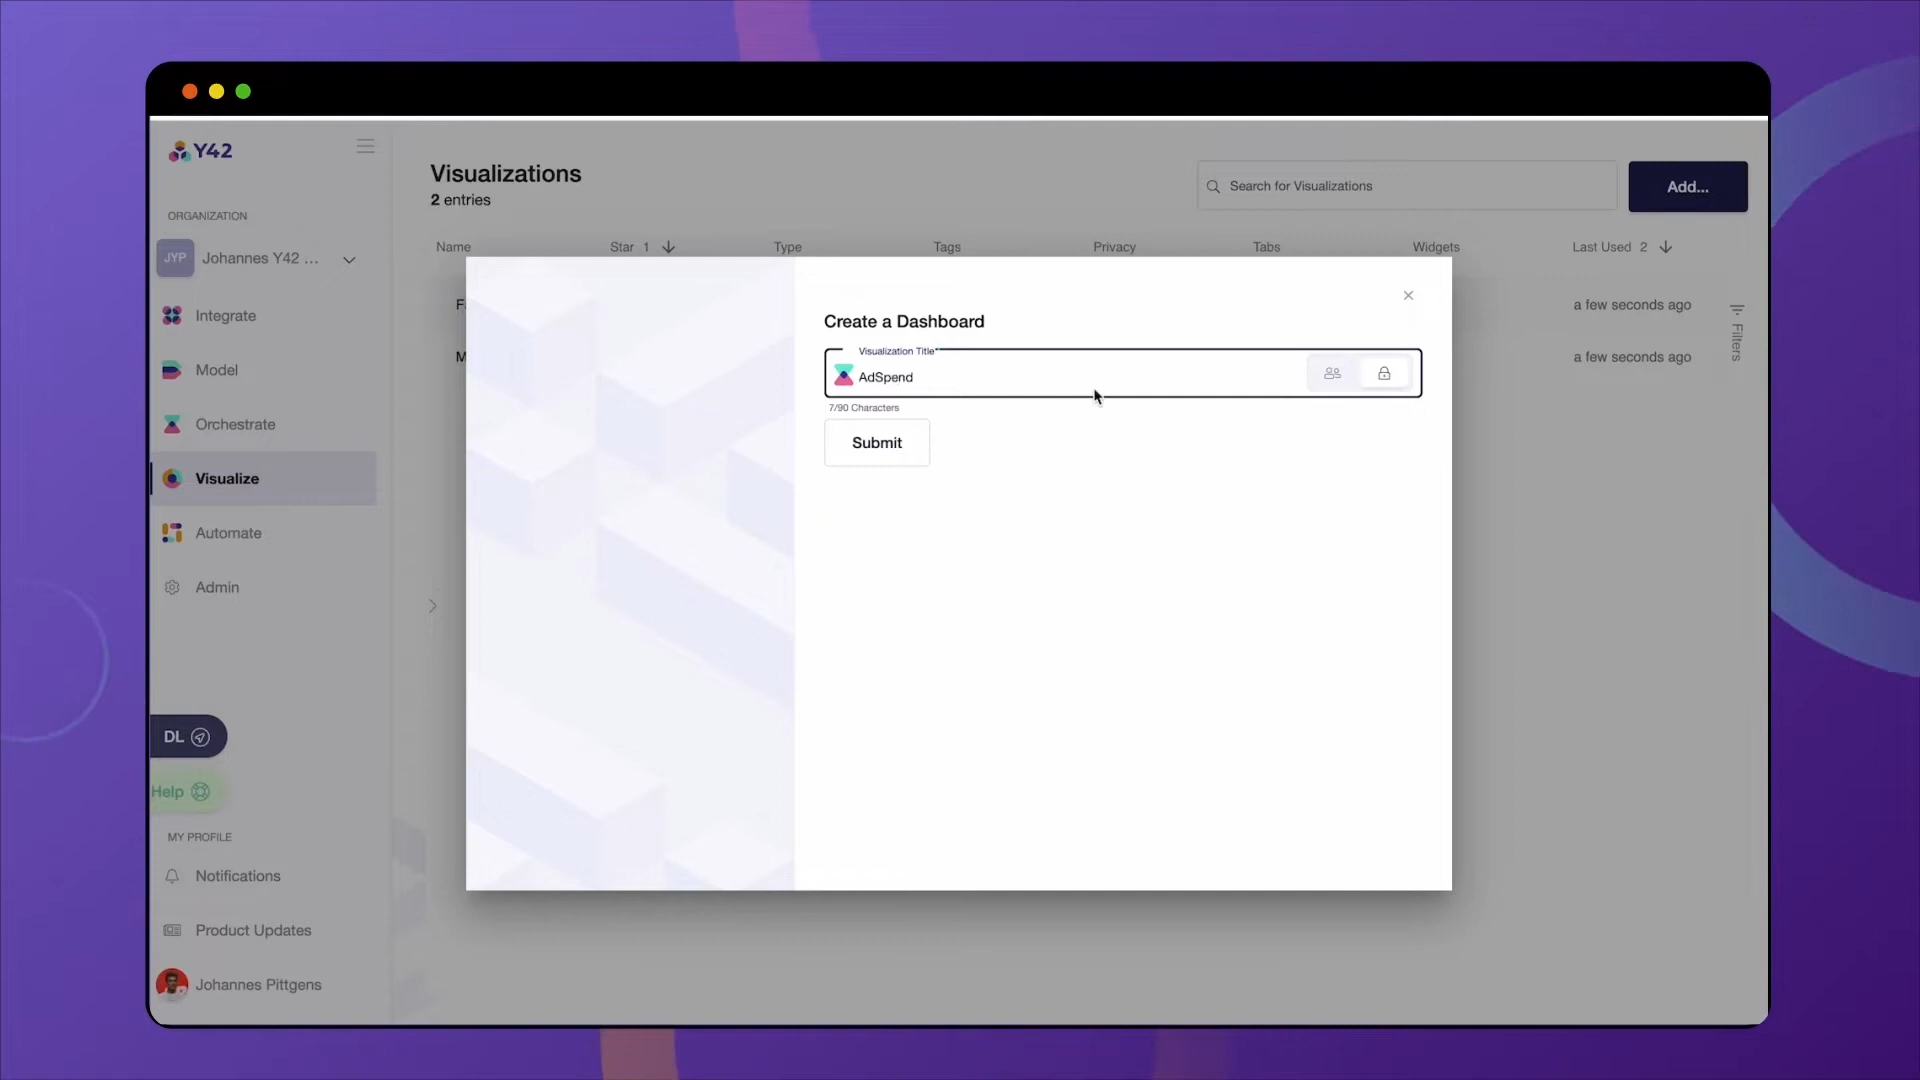 Y42
ORGANIZATION
JYP
Johannes Y42 ...
Integrate
Model
Orchestrate
Visualize
Automate
Admin
DL
Help
MY PROFILE
Notifications
Product Updates
Johannes Pittgens
Visualizations
2 entries
Search for Visualizations
Add...
Name
Star 1
Type
Tags
Privacy
Tabs
Widgets
Last Used 2
F
a few seconds ago
M
a few seconds ago
Filters
Create a Dashboard
Visualization Title*
AdSpend
7/90 Characters
Submit